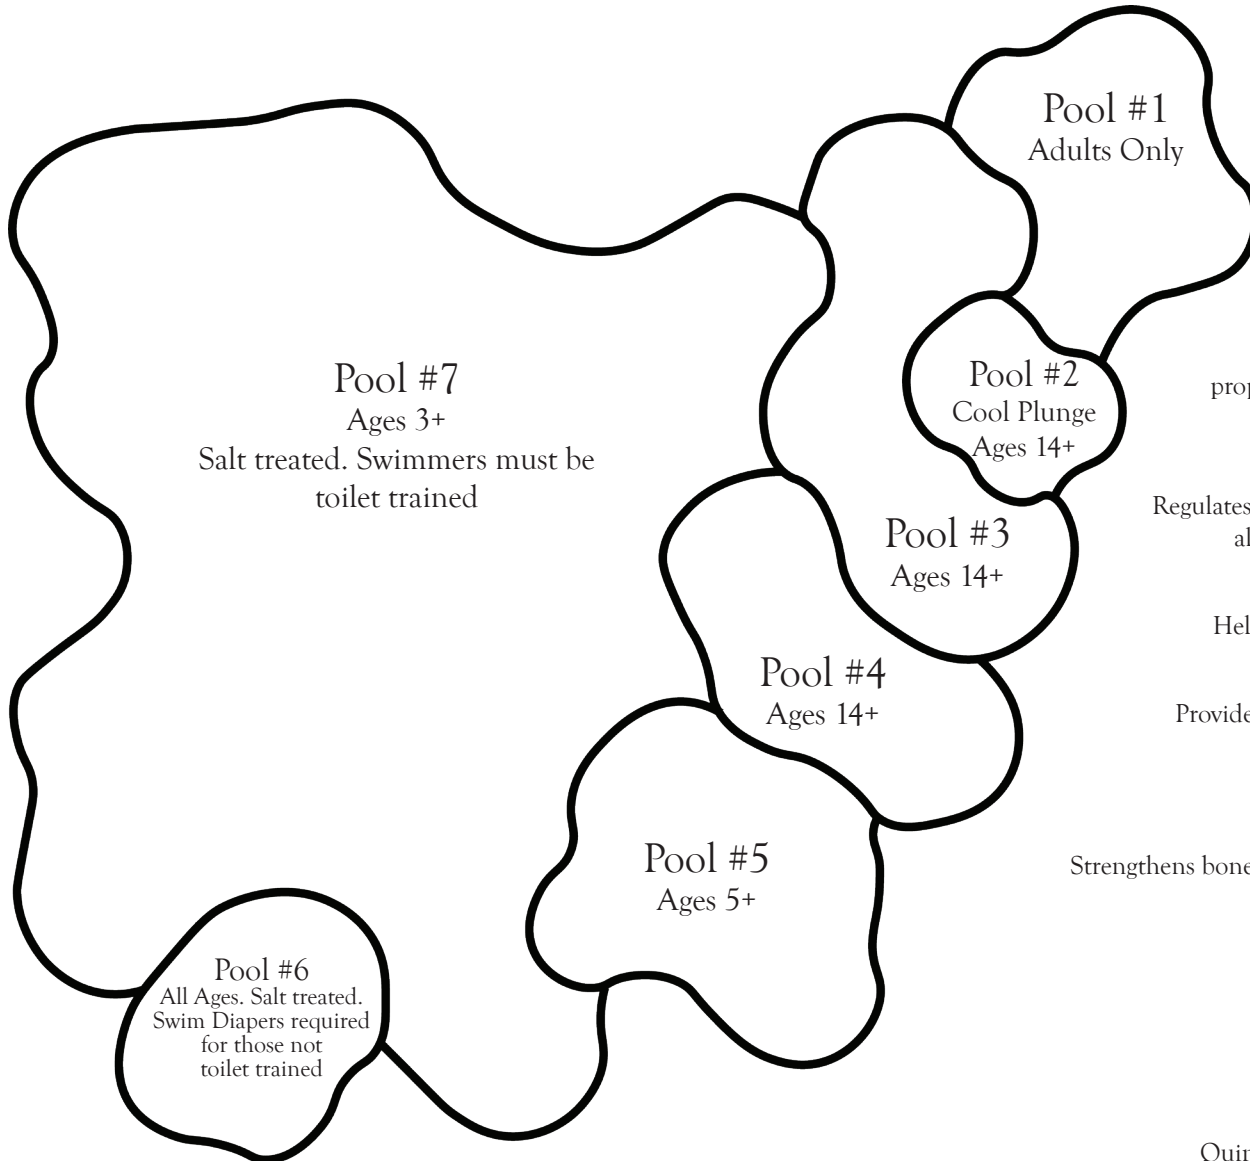 Pool #1
Adults Only
Pool #2
Cool Plunge
Ages 14+
Pool #3
Ages 14+
Pool #4
Ages 14+
Pool #5
Ages 5+
Pool #6
All Ages. Salt treated.
Swim Diapers required
for those not
toilet trained
Pool #7
Ages 3+
Salt treated. Swimmers must be
toilet trained
Regulates
Strengthens